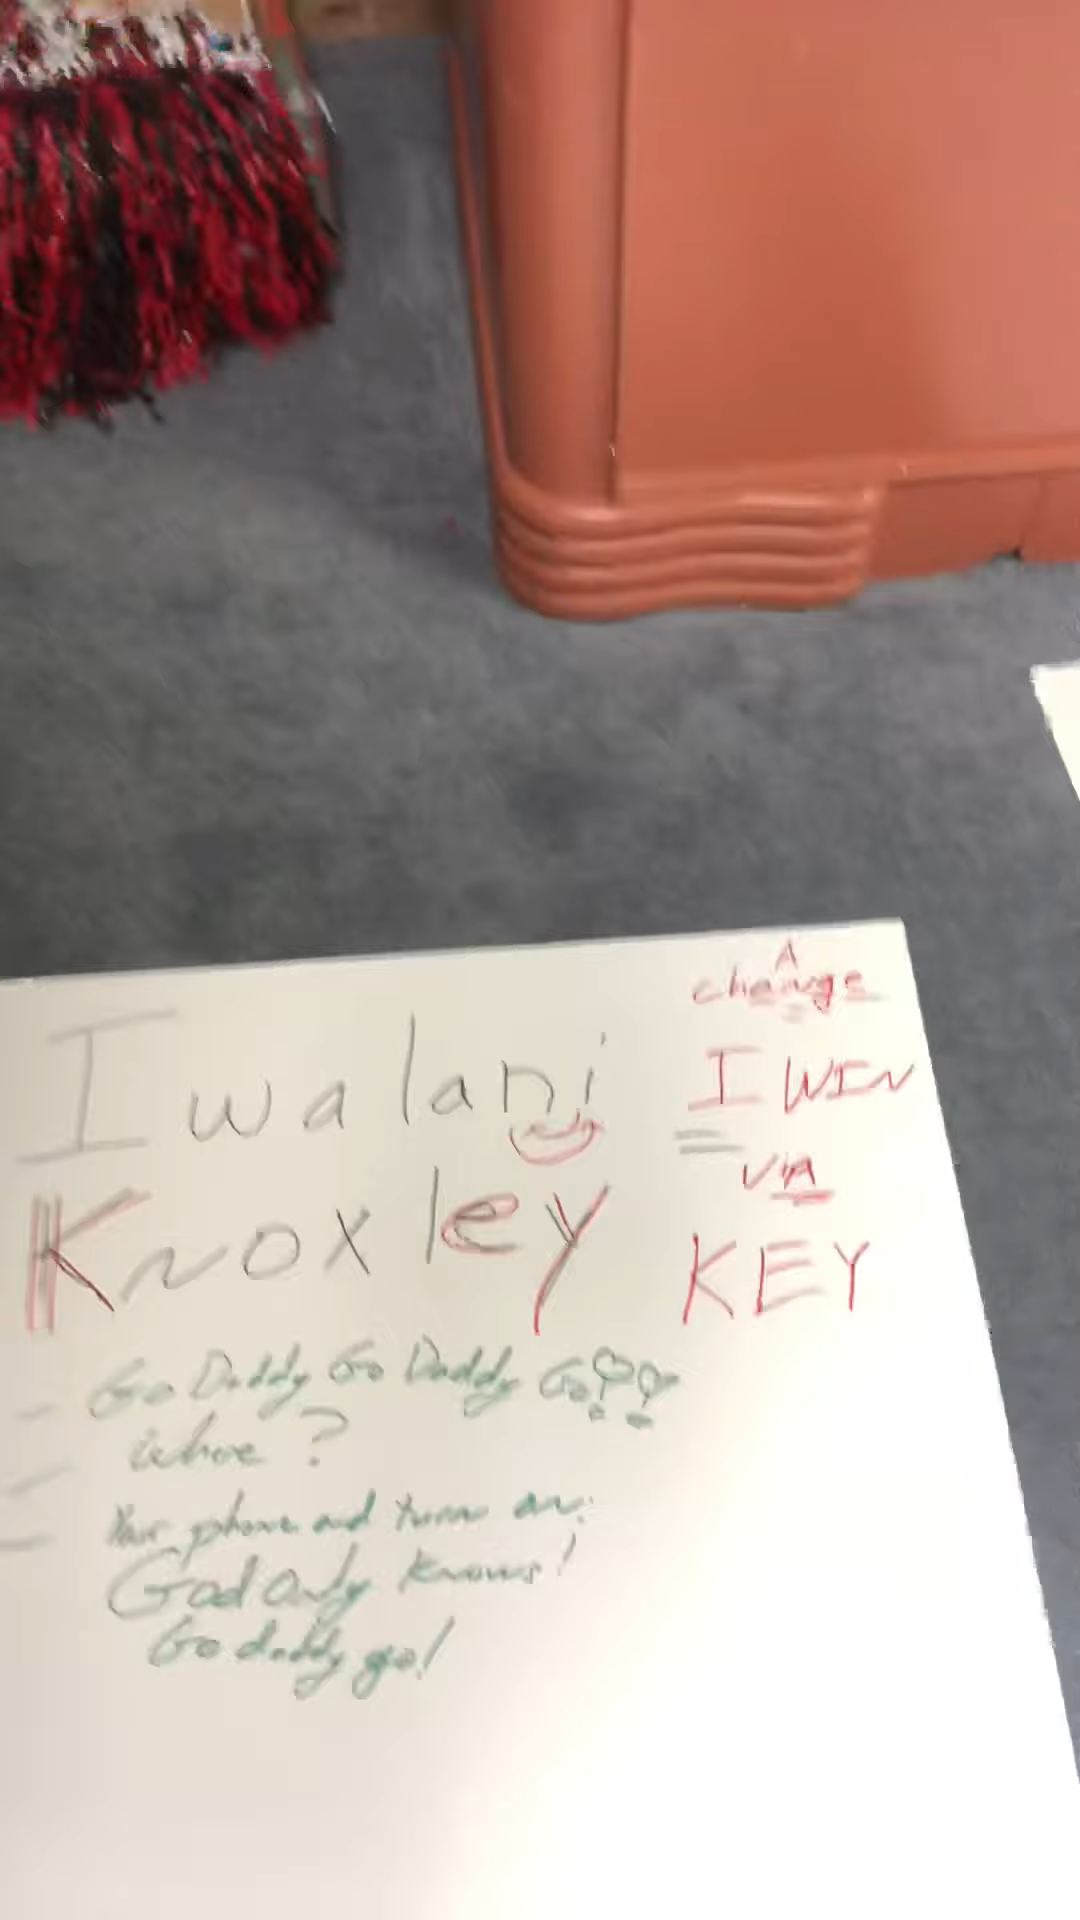 A
change
Iwalani
I WIN
=
VIA
Knoxley
KEY
Go Daddy Go Daddy Go!!
where?
Your phone and turn on:
God only knows!
Go daddy go!